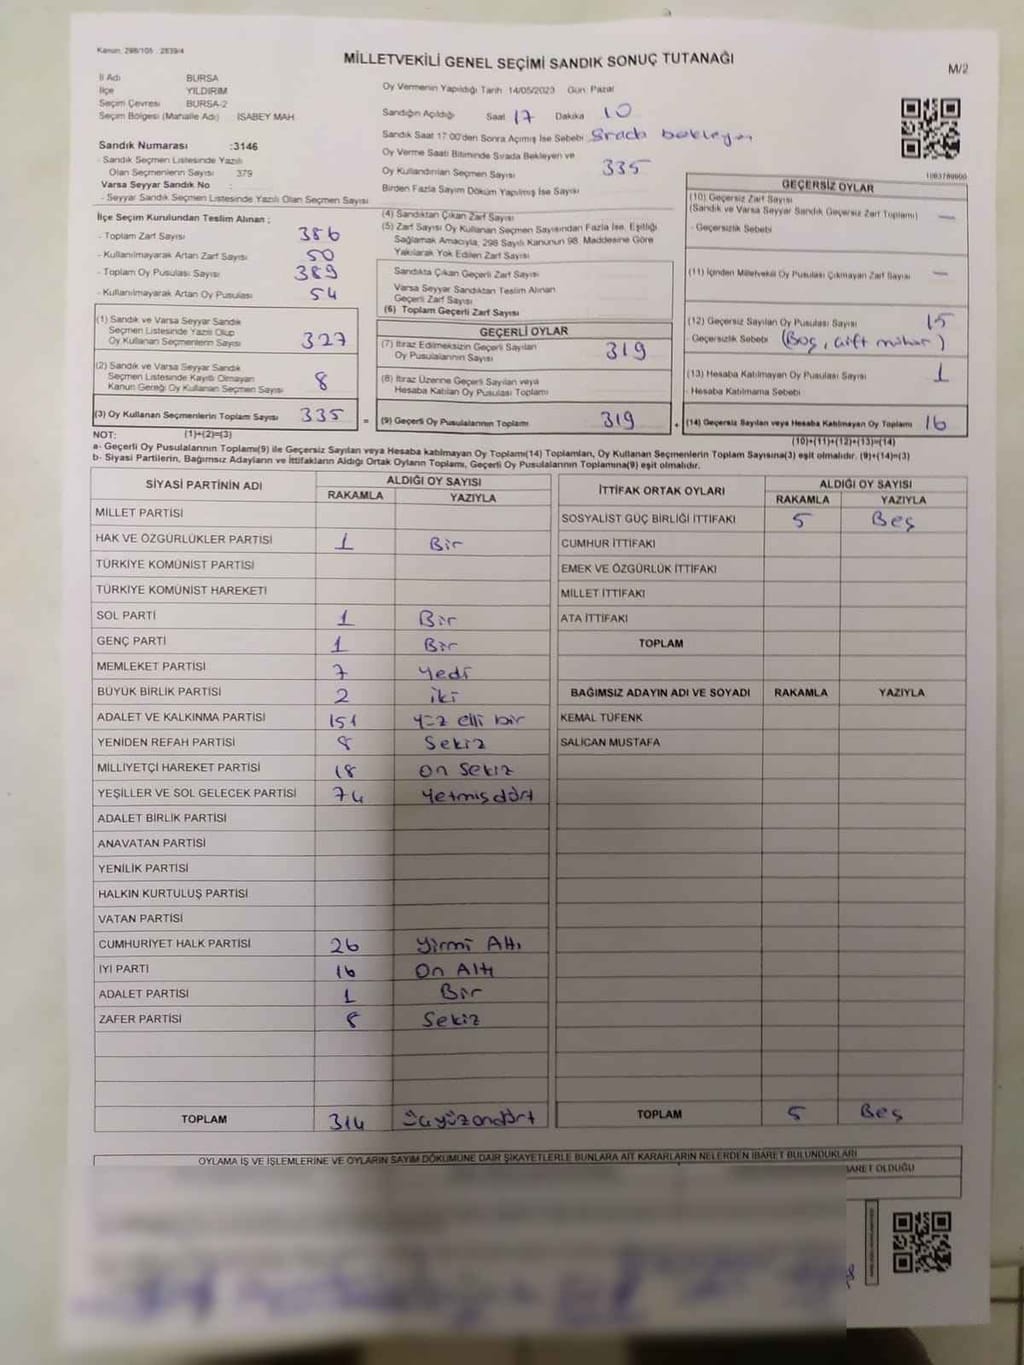 Kanun: 298/105 : 2839/4
MİLLETVEKİLİ GENEL SEÇİMİ SANDIK SONUÇ TUTANAĞI
M/2
İl Adı BURSA
İlçe YILDIRIM
Seçim Çevresi BURSA-2
Seçim Bölgesi (Mahalle Adı) ISABEY MAH
Sandık Numarası :3146
- Sandık Seçmen Listesinde Yazılı
Olan Seçmenlerin Sayısı 379
Varsa Seyyar Sandık No :
- Seyyar Sandık Seçmen Listesinde Yazılı Olan Seçmen Sayısı
Oy Vermenin Yapıldığı Tarih 14/05/2023 Gün: Pazar
Sandığın Açıldığı Saat 17 Dakika 10
Sandık Saat 17:00'den Sonra Açılmış İse Sebebi Sırada bekleyen
Oy Verme Saati Bitiminde Sırada Bekleyen ve
Oy Kullandırılan Seçmen Sayısı 335
Birden Fazla Sayım Döküm Yapılmış İse Sayısı
İlçe Seçim Kurulundan Teslim Alınan ;
- Toplam Zarf Sayısı 386
- Kullanılmayarak Artan Zarf Sayısı 50
- Toplam Oy Pusulası Sayısı 389
- Kullanılmayarak Artan Oy Pusulası 54
(1) Sandık ve Varsa Seyyar Sandık
Seçmen Listesinde Yazılı Olup
Oy Kullanan Seçmenlerin Sayısı 327
(2) Sandık ve Varsa Seyyar Sandık
Seçmen Listesinde Kayıtlı Olmayan
Kanun Gereği Oy Kullanan Seçmen Sayısı 8
(3) Oy Kullanan Seçmenlerin Toplam Sayısı 335 =
(1)+(2)=(3)
(4) Sandıktan Çıkan Zarf Sayısı
(5) Zarf Sayısı Oy Kullanan Seçmen Sayısından Fazla İse, Eşitliği
Sağlamak Amacıyla, 298 Sayılı Kanunun 98. Maddesine Göre
Yakılarak Yok Edilen Zarf Sayısı
Sandıkta Çıkan Geçerli Zarf Sayısı
Varsa Seyyar Sandıktan Teslim Alınan
Geçerli Zarf Sayısı
(6) Toplam Geçerli Zarf Sayısı
GEÇERLİ OYLAR
(7) İtiraz Edilmeksizin Geçerli Sayılan
Oy Pusulalarının Sayısı 319
(8) İtiraz Üzerine Geçerli Sayılan veya
Hesaba Katılan Oy Pusulası Toplamı
(9) Geçerli Oy Pusulalarının Toplamı 319 +
1083789600
GEÇERSİZ OYLAR
(10) Geçersiz Zarf Sayısı
(Sandık ve Varsa Seyyar Sandık Geçersiz Zarf Toplamı) —
- Geçersizlik Sebebi
(11) İçinden Milletvekili Oy Pusulası Çıkmayan Zarf Sayısı —
(12) Geçersiz Sayılan Oy Pusulası Sayısı 15
- Geçersizlik Sebebi (Boş, çift mühür)
(13) Hesaba Katılmayan Oy Pusulası Sayısı 1
- Hesaba Katılmama Sebebi
(14) Geçersiz Sayılan veya Hesaba Katılmayan Oy Toplamı 16
(10)+(11)+(12)+(13)=(14)
NOT:
a- Geçerli Oy Pusulalarının Toplamı(9) ile Geçersiz Sayılan veya Hesaba katılmayan Oy Toplamı(14) Toplamları, Oy Kullanan Seçmenlerin Toplam Sayısına(3) eşit olmalıdır. (9)+(14)=(3)
b- Siyasi Partilerin, Bağımsız Adayların ve İttifakların Aldığı Ortak Oyların Toplamı, Geçerli Oy Pusulalarının Toplamına(9) eşit olmalıdır.
SİYASİ PARTİNİN ADI ALDIĞI OY SAYISI
RAKAMLA YAZIYLA
MİLLET PARTİSİ
HAK VE ÖZGÜRLÜKLER PARTİSİ 1 Bir
TÜRKİYE KOMÜNİST PARTİSİ
TÜRKİYE KOMÜNİST HAREKETİ
SOL PARTİ 1 Bir
GENÇ PARTİ 1 Bir
MEMLEKET PARTİSİ 7 Yedi
BÜYÜK BİRLİK PARTİSİ 2 iki
ADALET VE KALKINMA PARTİSİ 151 yüz elli bir
YENİDEN REFAH PARTİSİ 8 Sekiz
MİLLİYETÇİ HAREKET PARTİSİ 18 on sekiz
YEŞİLLER VE SOL GELECEK PARTİSİ 74 Yetmişdört
ADALET BİRLİK PARTİSİ
ANAVATAN PARTİSİ
YENİLİK PARTİSİ
HALKIN KURTULUŞ PARTİSİ
VATAN PARTİSİ
CUMHURİYET HALK PARTİSİ 26 Yirmi Altı
İYİ PARTİ 16 On Altı
ADALET PARTİSİ 1 Bir
ZAFER PARTİSİ 8 Sekiz
TOPLAM 314 üçyüzondört
İTTİFAK ORTAK OYLARI ALDIĞI OY SAYISI
RAKAMLA YAZIYLA
SOSYALİST GÜÇ BİRLİĞİ İTTİFAKI 5 Beş
CUMHUR İTTİFAKI
EMEK VE ÖZGÜRLÜK İTTİFAKI
MİLLET İTTİFAKI
ATA İTTİFAKI
TOPLAM
BAĞIMSIZ ADAYIN ADI VE SOYADI RAKAMLA YAZIYLA
KEMAL TÜFENK
SALİCAN MUSTAFA
TOPLAM 5 Beş
OYLAMA İŞ VE İŞLEMLERİNE VE OYLARIN SAYIM DÖKÜMÜNE DAİR ŞİKAYETLERLE BUNLARA AİT KARARLARIN NELERDEN İBARET BULUNDUKLARI
BARET OLDUĞU